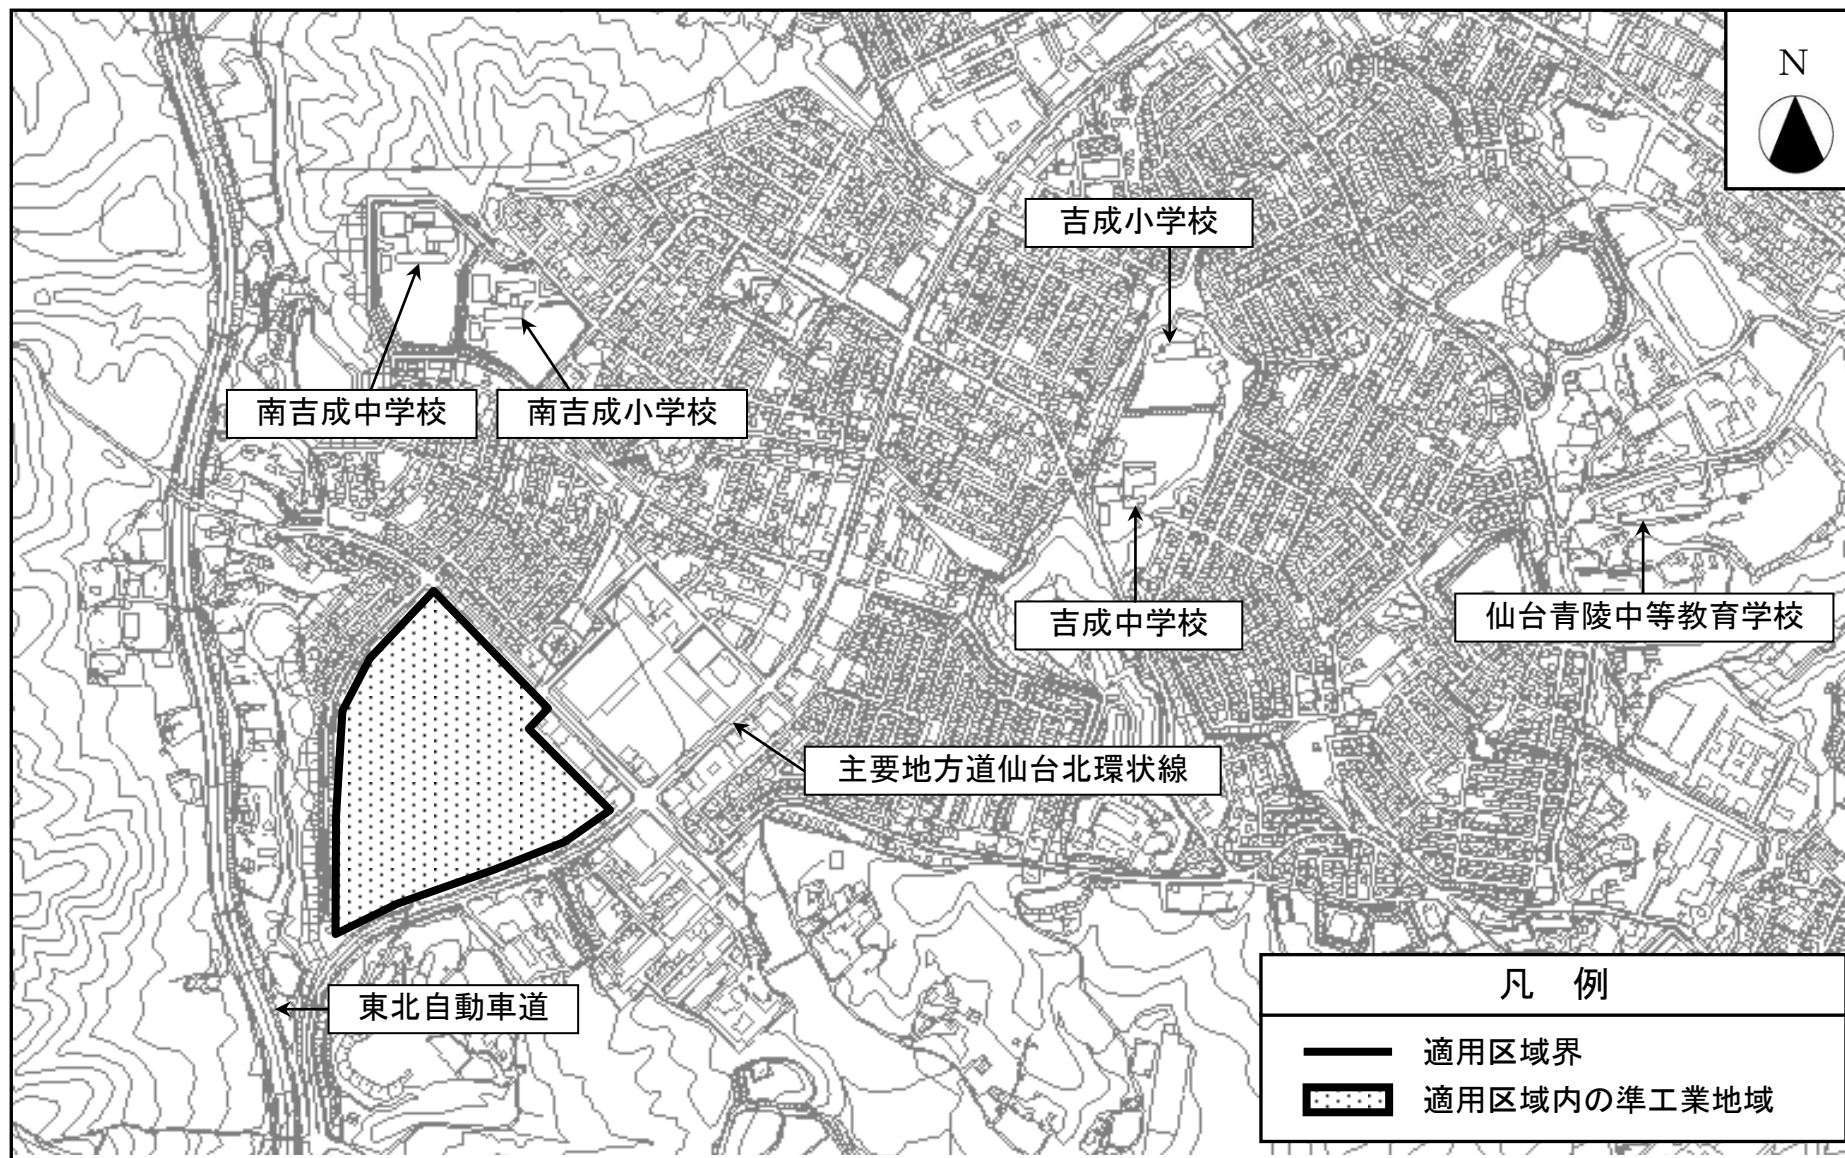 N
吉成小学校
南吉成中学校
南吉成小学校
吉成中学校
仙台青陵中等教育学校
主要地方道仙台北環状線
東北自動車道
凡 例
適用区域界
適用区域内の準工業地域